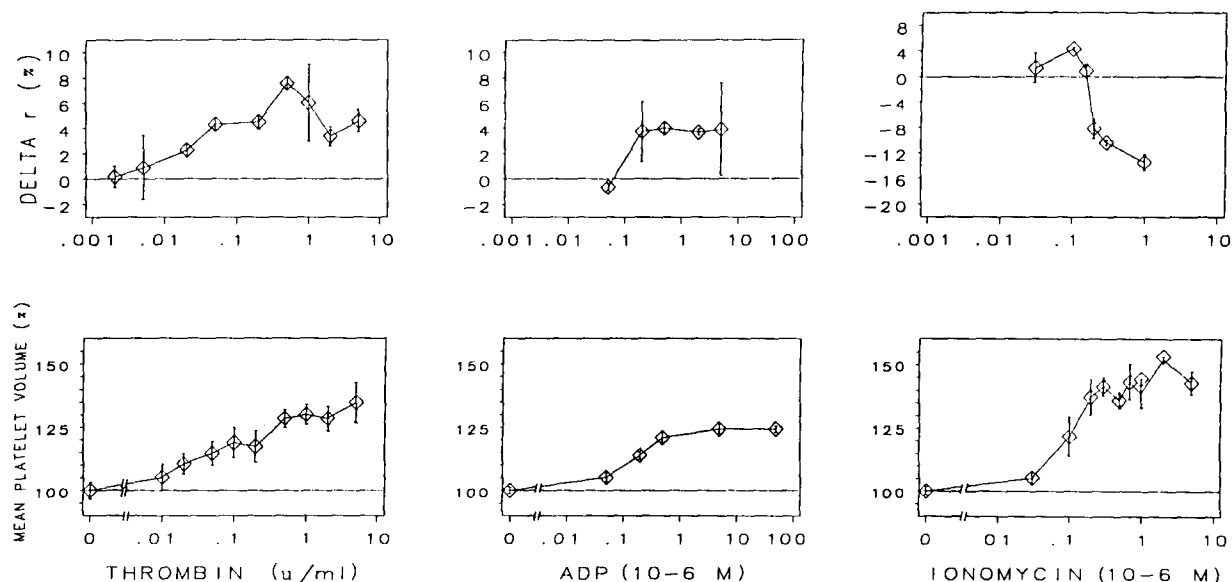 DELTA r (%)
10
8
6
4
2
0
-2
.001 .01 .1 1 10
10
8
6
4
2
0
-2
.001 .01 .1 1 10 100
8
4
0
-4
-8
-12
-16
-20
.001 .01 .1 1 10
MEAN PLATELET VOLUME (%)
150
125
100
0 .01 .1 1 10
THROMBIN (u/ml)
150
125
100
0 .01 .1 1 10 100
ADP (10-6 M)
150
125
100
0 .01 .1 1 10
IONOMYCIN (10-6 M)